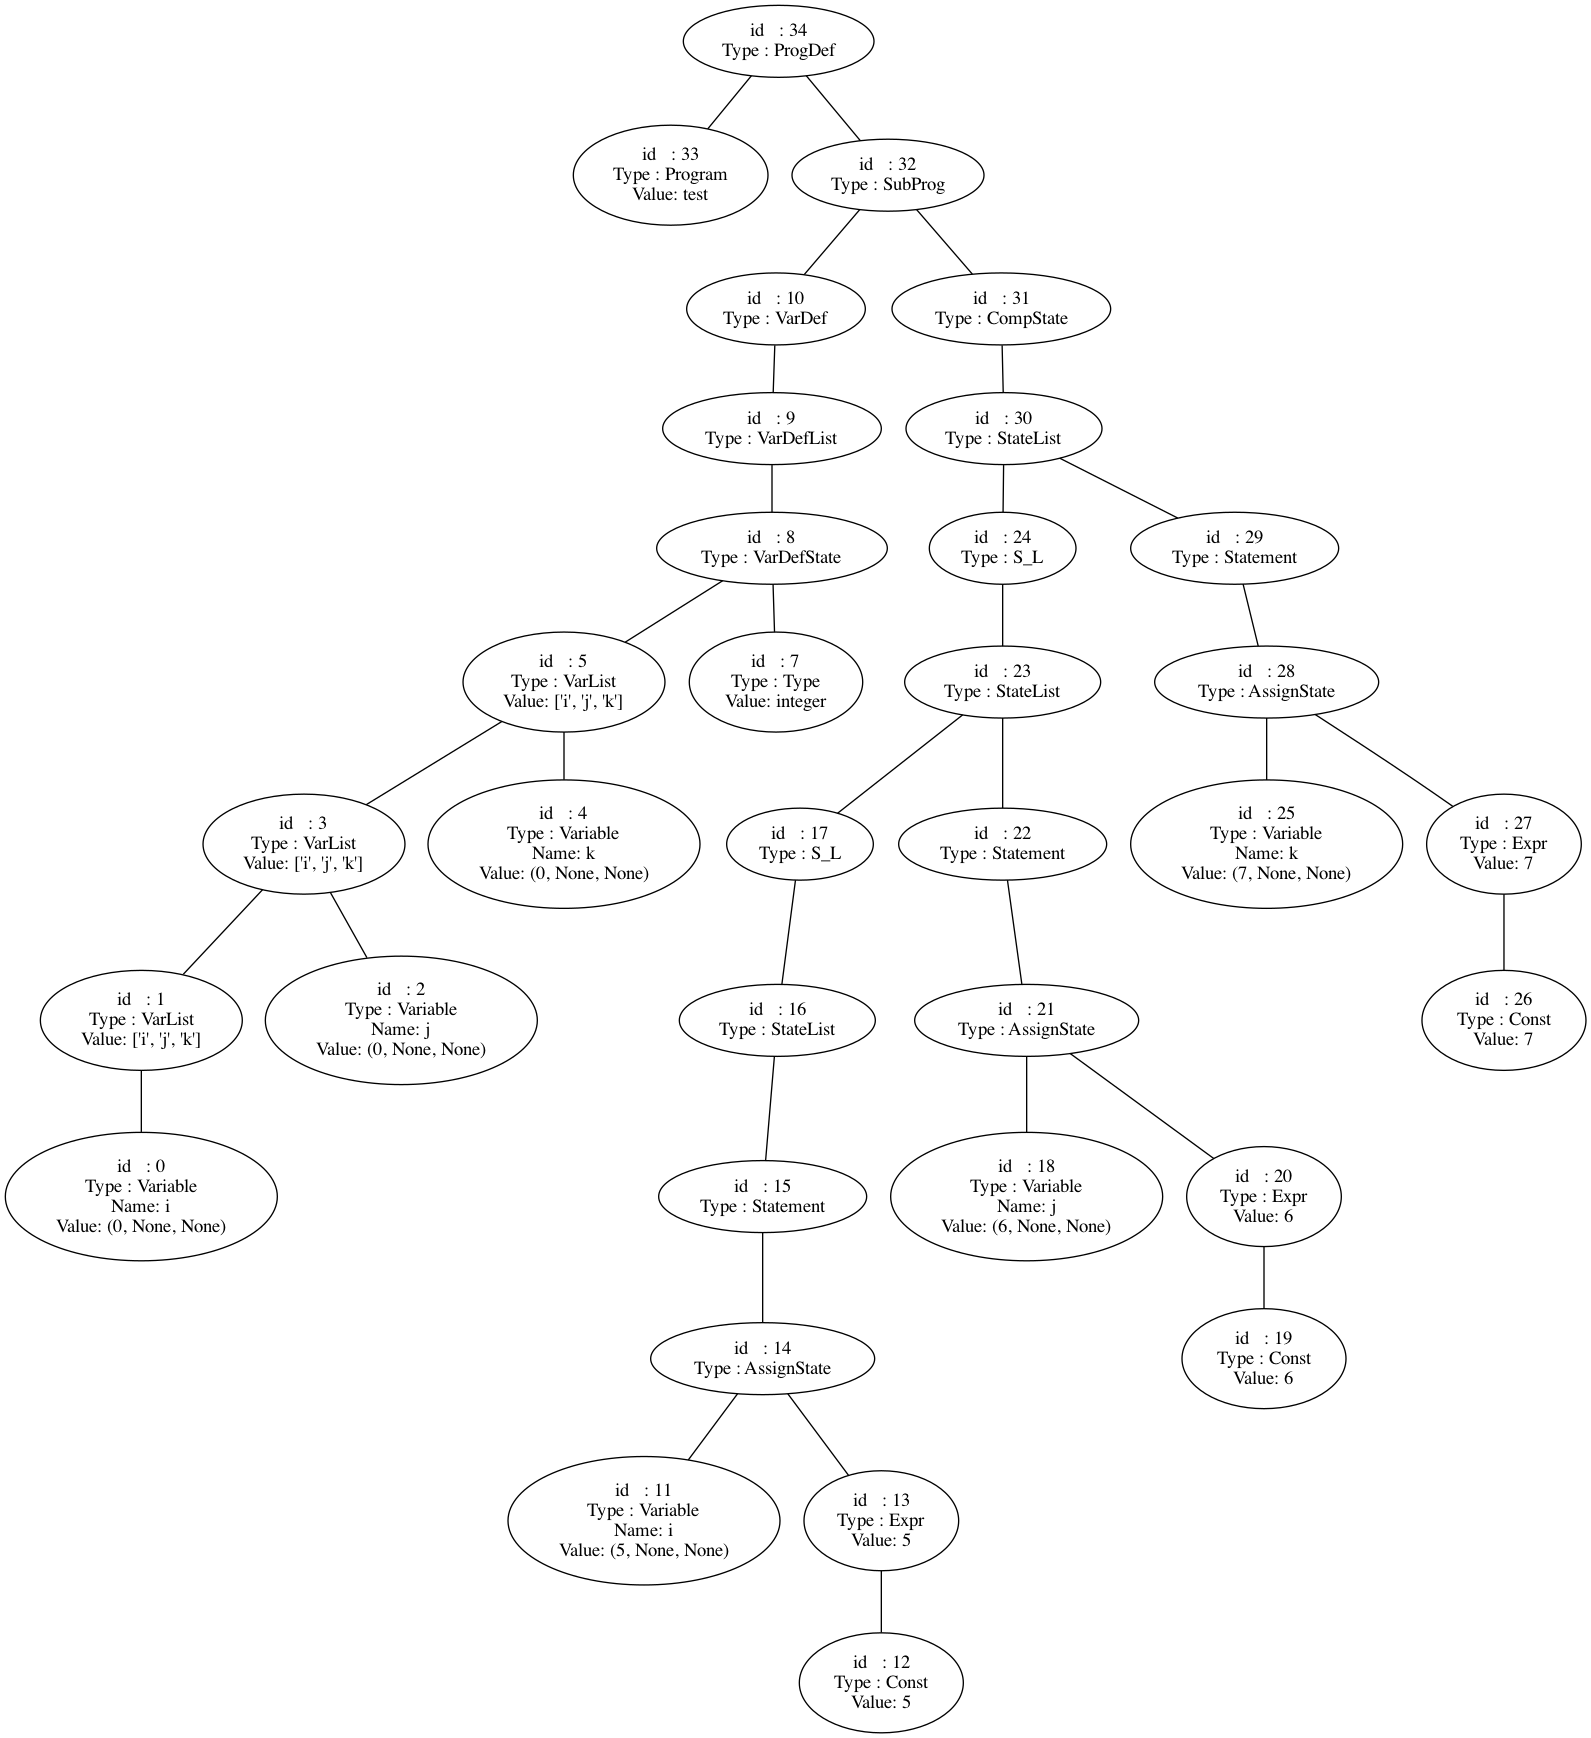 id : 34
Type : ProgDef
id : 33
Type : Program
Value: test
id : 32
Type : SubProg
id : 10
Type : VarDef
id : 31
Type : CompState
id : 9
Type : VarDefList
id : 30
Type : StateList
id : 8
Type : VarDefState
id : 24
Type : S_L
id : 29
Type : Statement
id : 5
Type : VarList
Value: ['i', 'j', 'k']
id : 7
Type : Type
Value: integer
id : 23
Type : StateList
id : 28
Type : AssignState
id : 3
Type : VarList
Value: ['i', 'j', 'k']
id : 4
Type : Variable
Name: k
Value: (0, None, None)
id : 17
Type : S_L
id : 22
Type : Statement
id : 25
Type : Variable
Name: k
Value: (7, None, None)
id : 27
Type : Expr
Value: 7
id : 1
Type : VarList
Value: ['i', 'j', 'k']
id : 2
Type : Variable
Name: j
Value: (0, None, None)
id : 16
Type : StateList
id : 21
Type : AssignState
id : 26
Type : Const
Value: 7
id : 0
Type : Variable
Name: i
Value: (0, None, None)
id : 15
Type : Statement
id : 18
Type : Variable
Name: j
Value: (6, None, None)
id : 20
Type : Expr
Value: 6
id : 14
Type : AssignState
id : 19
Type : Const
Value: 6
id : 11
Type : Variable
Name: i
Value: (5, None, None)
id : 13
Type : Expr
Value: 5
id : 12
Type : Const
Value: 5